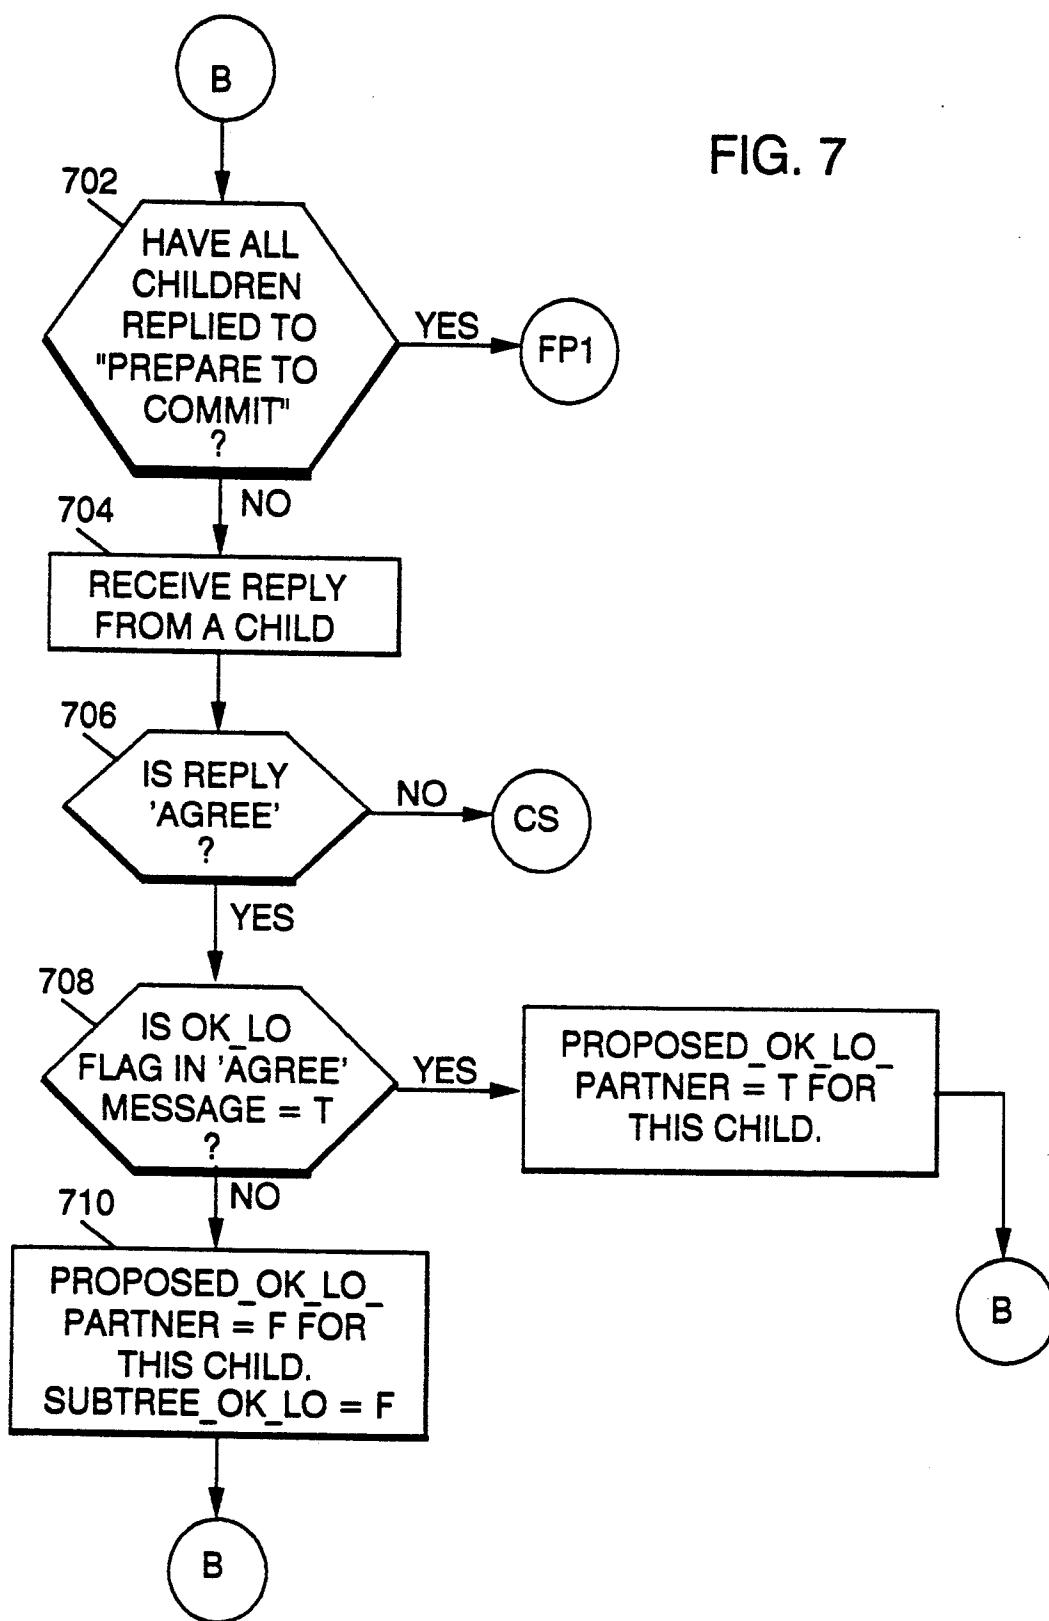 B
FIG. 7
702
HAVE ALL
CHILDREN
REPLIED TO
"PREPARE TO
COMMIT"
?
YES
FP1
NO
704
RECEIVE REPLY
FROM A CHILD
706
IS REPLY
'AGREE'
?
NO
CS
YES
708
IS OK_LO
FLAG IN 'AGREE'
MESSAGE = T
?
YES
PROPOSED_OK_LO_
PARTNER = T FOR
THIS CHILD.
B
NO
710
PROPOSED_OK_LO_
PARTNER = F FOR
THIS CHILD.
SUBTREE_OK_LO = F
B